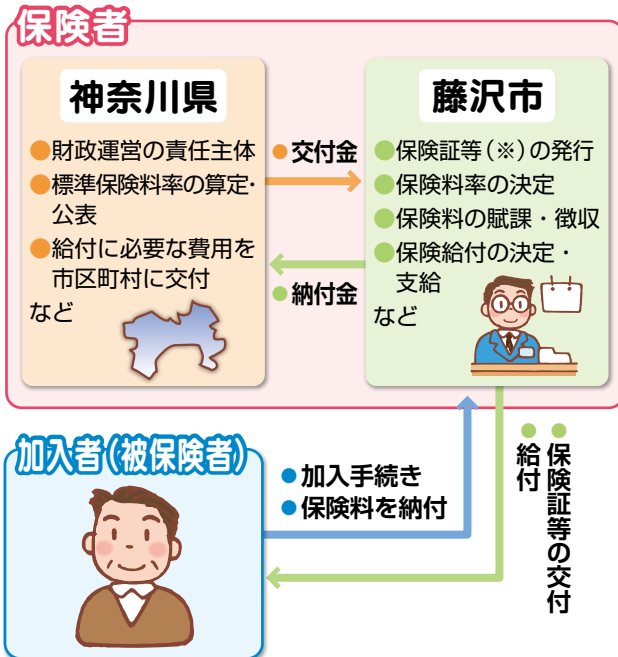 保険者
神奈川県
●財政運営の責任主体
●標準保険料率の算定・
公表
●給付に必要な費用を
市区町村に交付
など
●交付金
●納付金
藤沢市
●保険証等(※)の発行
●保険料率の決定
●保険料の賦課・徴収
●保険給付の決定・
支給
など
加入者(被保険者)
●加入手続き
●保険料を納付
●保険証等の交付
●給付